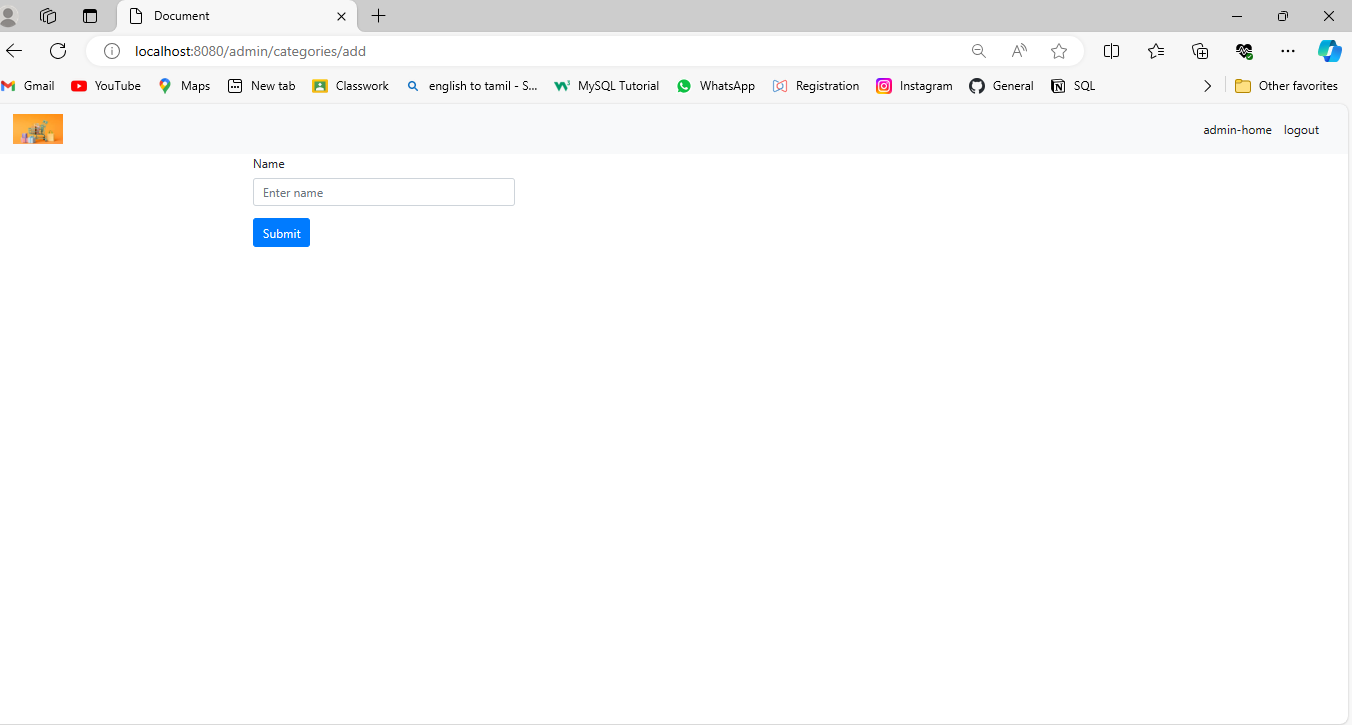 Document
localhost:8080/admin/categories/add
Gmail YouTube Maps New tab Classwork english to tamil - S... MySQL Tutorial WhatsApp Registration Instagram General SQL Other favorites
admin-home logout
Name
Enter name
Submit